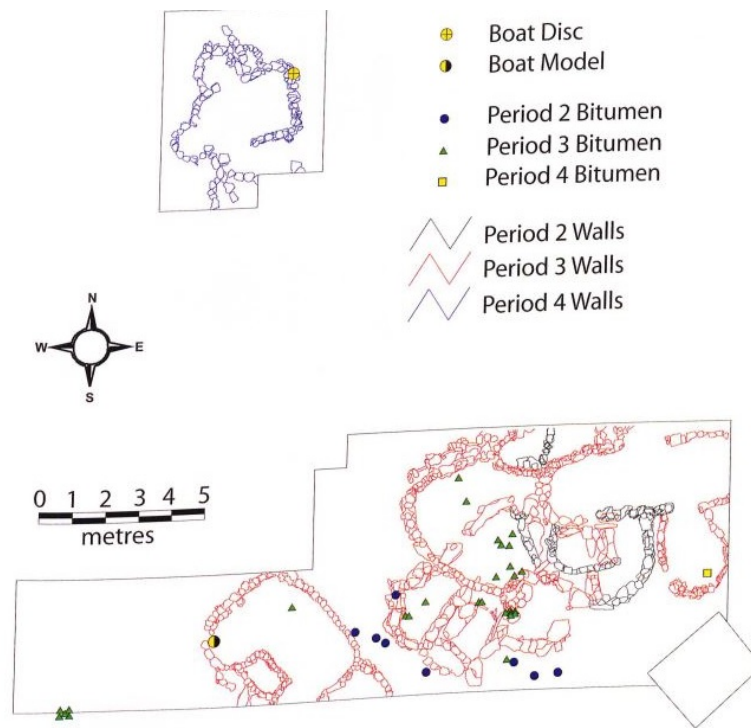 Boat Disc
Boat Model
Period 2 Bitumen
Period 3 Bitumen
Period 4 Bitumen
Period 2 Walls
Period 3 Walls
Period 4 Walls
N
W E
S
0 1 2 3 4 5
metres